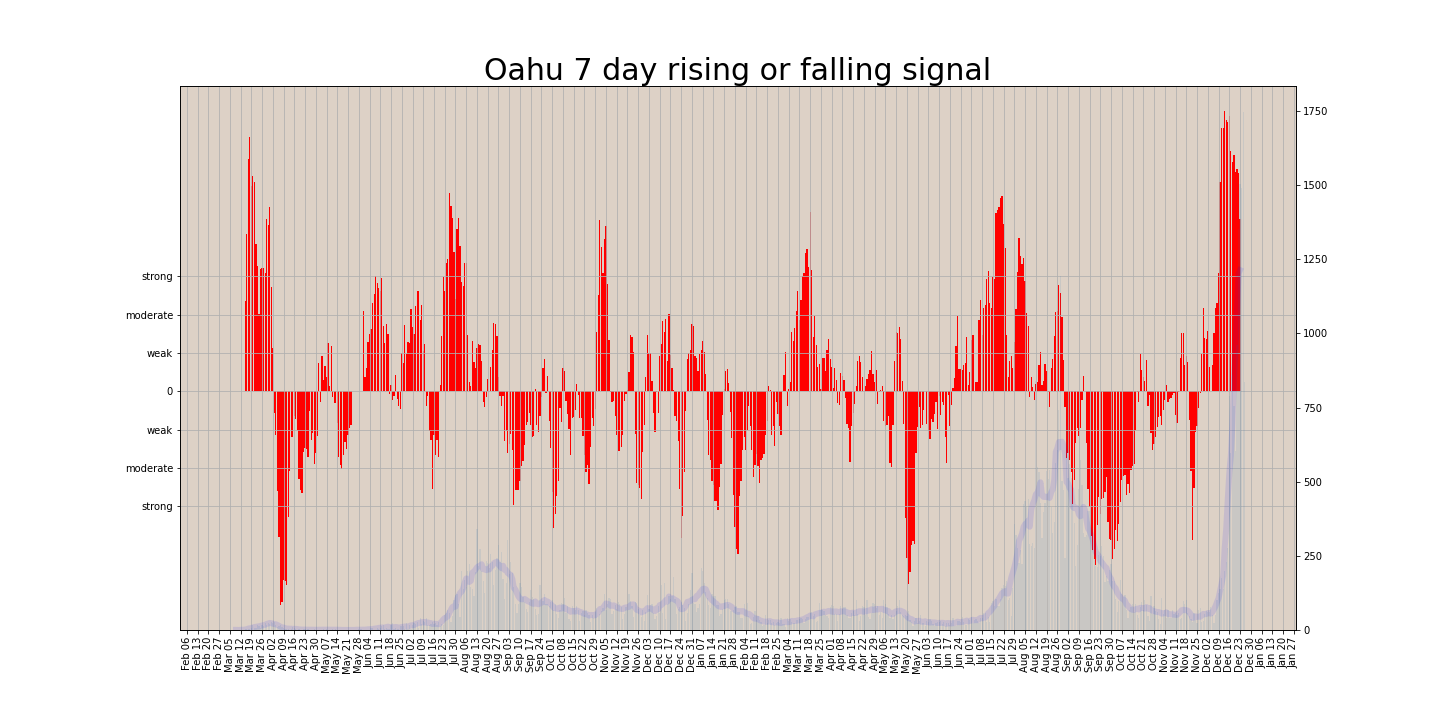 Oahu 7 day rising or falling signal
strong
moderate
weak
0
weak
moderate
strong
1750
1500
1250
1000
750
500
250
0
Feb 06
Feb 13
Feb 20
Feb 27
Mar 05
Mar 12
Mar 19
Mar 26
Apr 02
Apr 09
Apr 16
Apr 23
Apr 30
May 07
May 14
May 21
May 28
Jun 04
Jun 11
Jun 18
Jun 25
Jul 02
Jul 09
Jul 16
Jul 23
Jul 30
Aug 06
Aug 13
Aug 20
Aug 27
Sep 03
Sep 10
Sep 17
Sep 24
Oct 01
Oct 08
Oct 15
Oct 22
Oct 29
Nov 05
Nov 12
Nov 19
Nov 26
Dec 03
Dec 10
Dec 17
Dec 24
Dec 31
Jan 07
Jan 14
Jan 21
Jan 28
Feb 04
Feb 11
Feb 18
Feb 25
Mar 04
Mar 11
Mar 18
Mar 25
Apr 01
Apr 08
Apr 15
Apr 22
Apr 29
May 06
May 13
May 20
May 27
Jun 03
Jun 10
Jun 17
Jun 24
Jul 01
Jul 08
Jul 15
Jul 22
Jul 29
Aug 05
Aug 12
Aug 19
Aug 26
Sep 02
Sep 09
Sep 16
Sep 23
Sep 30
Oct 07
Oct 14
Oct 21
Oct 28
Nov 04
Nov 11
Nov 18
Nov 25
Dec 02
Dec 09
Dec 16
Dec 23
Dec 30
Jan 06
Jan 13
Jan 20
Jan 27